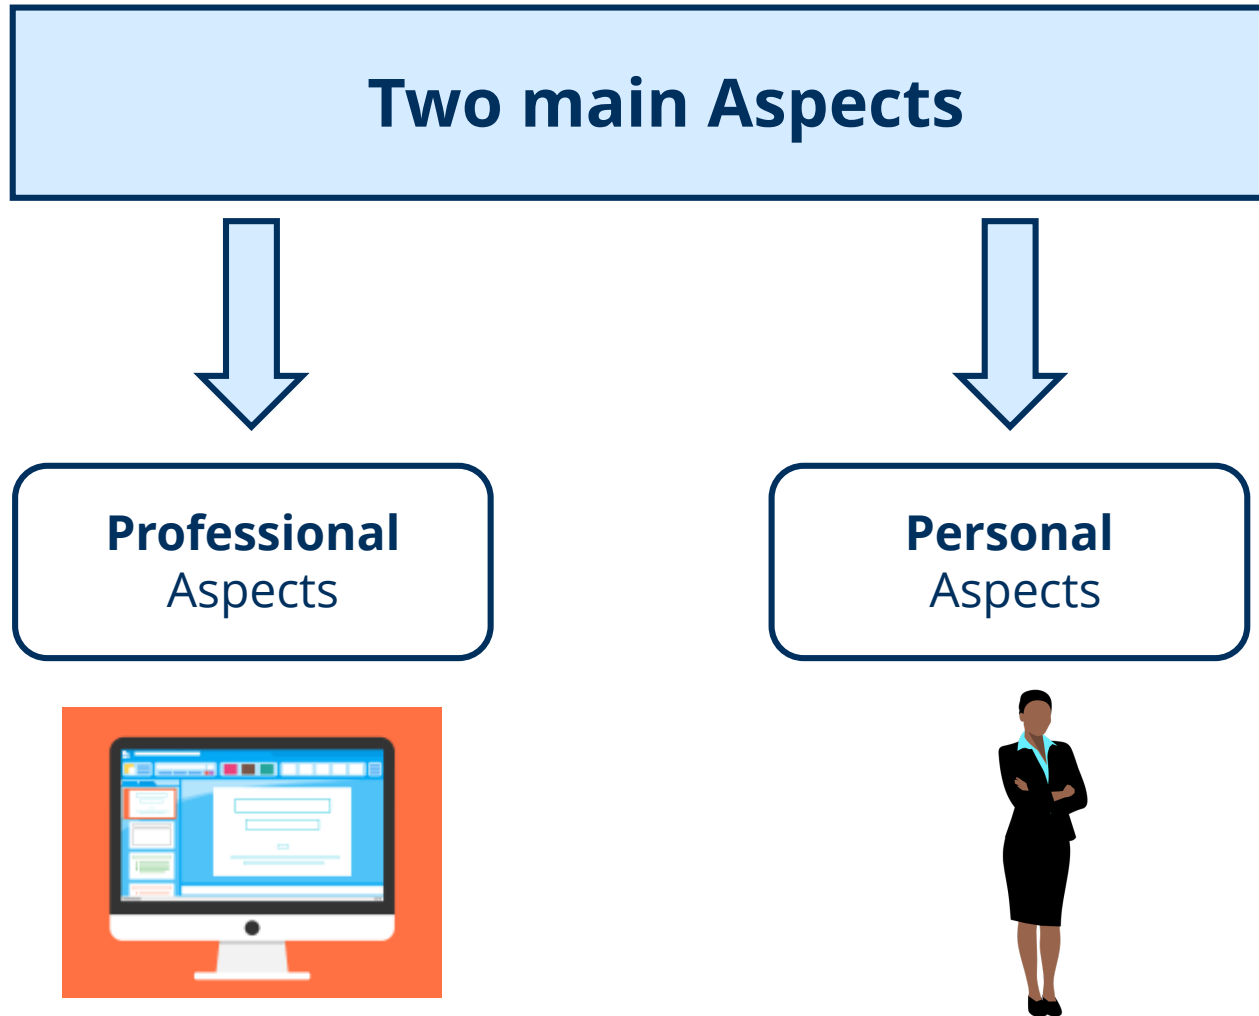 Two main Aspects
Professional
Aspects
Personal
Aspects